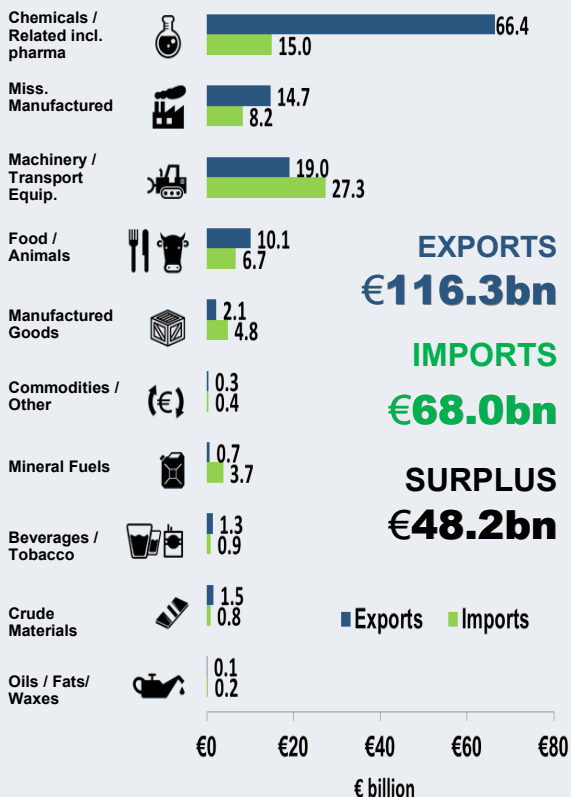 Chemicals /
Related incl.
pharma
66.4
15.0
Miss.
Manufactured
14.7
8.2
Machinery /
Transport
Equip.
19.0
27.3
Food /
Animals
10.1
6.7
EXPORTS
€116.3bn
Manufactured
Goods
2.1
4.8
IMPORTS
€68.0bn
Commodities /
Other
(€)
0.3
0.4
Mineral Fuels
0.7
3.7
SURPLUS
€48.2bn
Beverages /
Tobacco
1.3
0.9
Crude
Materials
1.5
0.8
Exports Imports
Oils / Fats/
Waxes
0.1
0.2
€0 €20 €40 €60 €80
€ billion